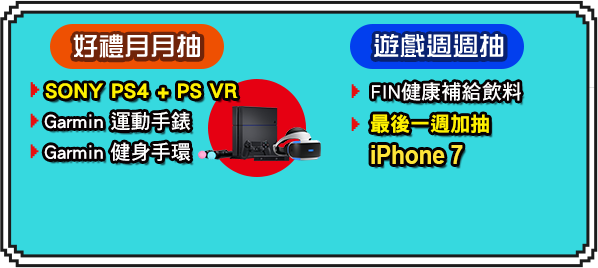 好禮月月抽
SONY PS4 + PS VR
Garmin 運動手錶
Garmin 健身手環
遊戲週週抽
FIN健康補給飲料
最後一週加抽
iPhone 7